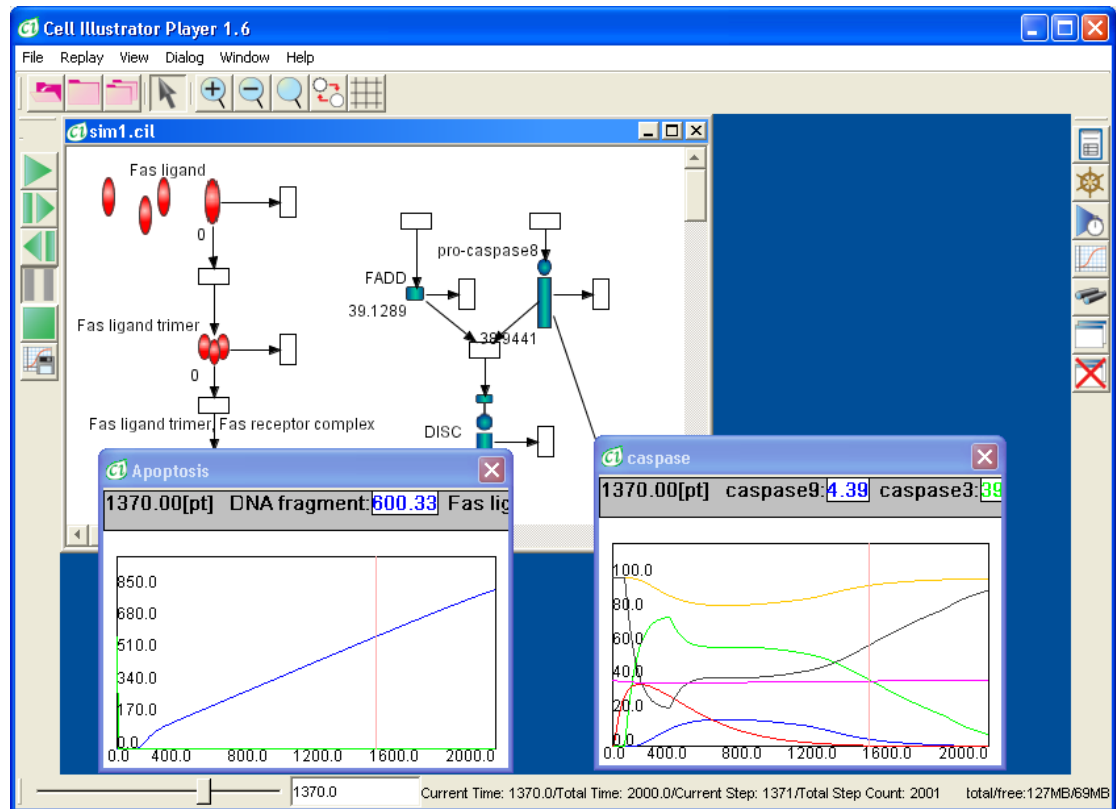 Cell Illustrator Player 1.6
File Replay View Dialog Window Help
sim1.cil
Fas ligand
0
pro-caspase8
FADD
39.1289
38.9441
Fas ligand trimer
0
Fas ligand trimer, Fas receptor complex
DISC
Apoptosis
1370.00[pt] DNA fragment:600.33 Fas lig
850.0
680.0
510.0
340.0
170.0
0.0
0.0 400.0 800.0 1200.0 1600.0 2000.0
caspase
1370.00[pt] caspase9:4.39 caspase3:39
100.0
80.0
60.0
40.0
20.0
0.0
0.0 400.0 800.0 1200.0 1600.0 2000.0
1370.0
Current Time: 1370.0/Total Time: 2000.0/Current Step: 1371/Total Step Count: 2001 total/free:127MB/69MB